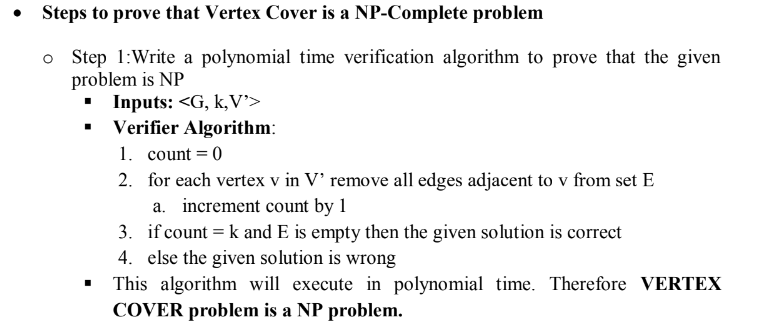 • Steps to prove that Vertex Cover is a NP-Complete problem
o Step 1:Write a polynomial time verification algorithm to prove that the given
problem is NP
▪ Inputs: <G, k,V’>
▪ Verifier Algorithm:
1. count = 0
2. for each vertex v in V’ remove all edges adjacent to v from set E
a. increment count by 1
3. if count = k and E is empty then the given solution is correct
4. else the given solution is wrong
▪ This algorithm will execute in polynomial time. Therefore VERTEX
COVER problem is a NP problem.